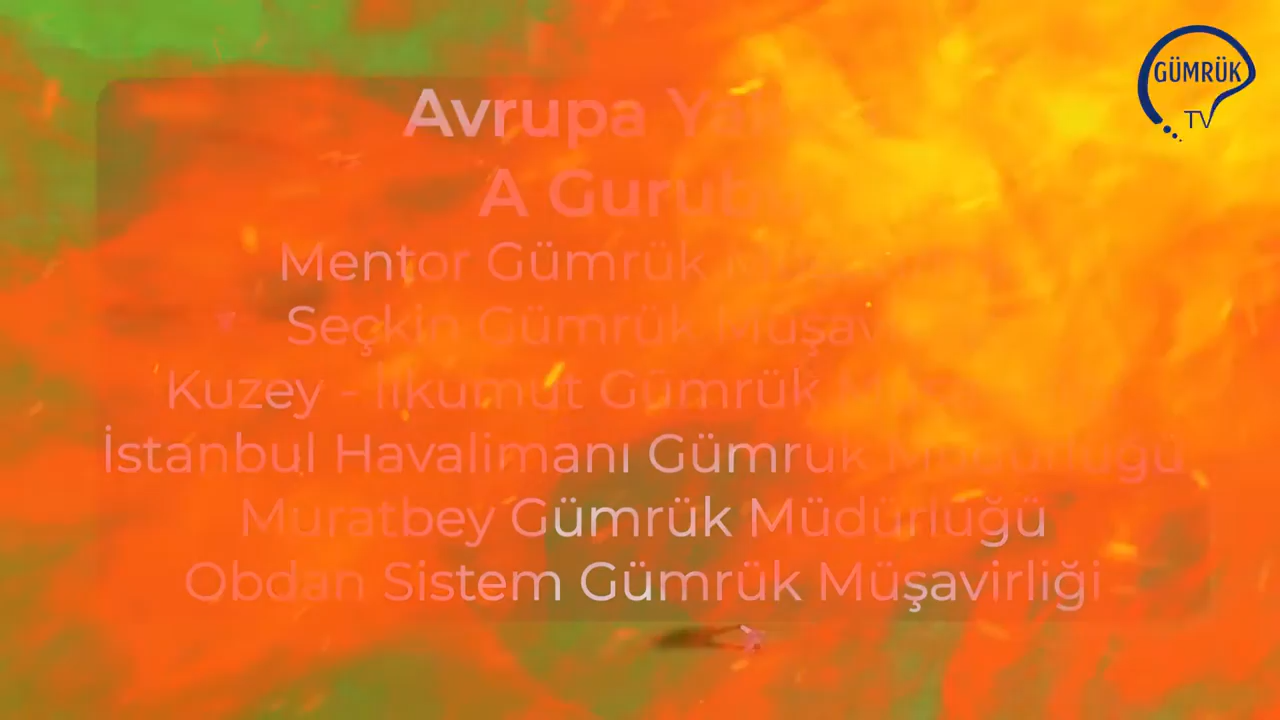 GÜMRÜK
TV
Avrupa
A Gurubu
Mentor Gümrük
Seçkin Gümrük
Kuzey - İlkumut Gümrük
İstanbul Havalimanı Gümrük Müdürlüğü
Muratbey Gümrük Müdürlüğü
Obdan Sistem Gümrük Müşavirliği